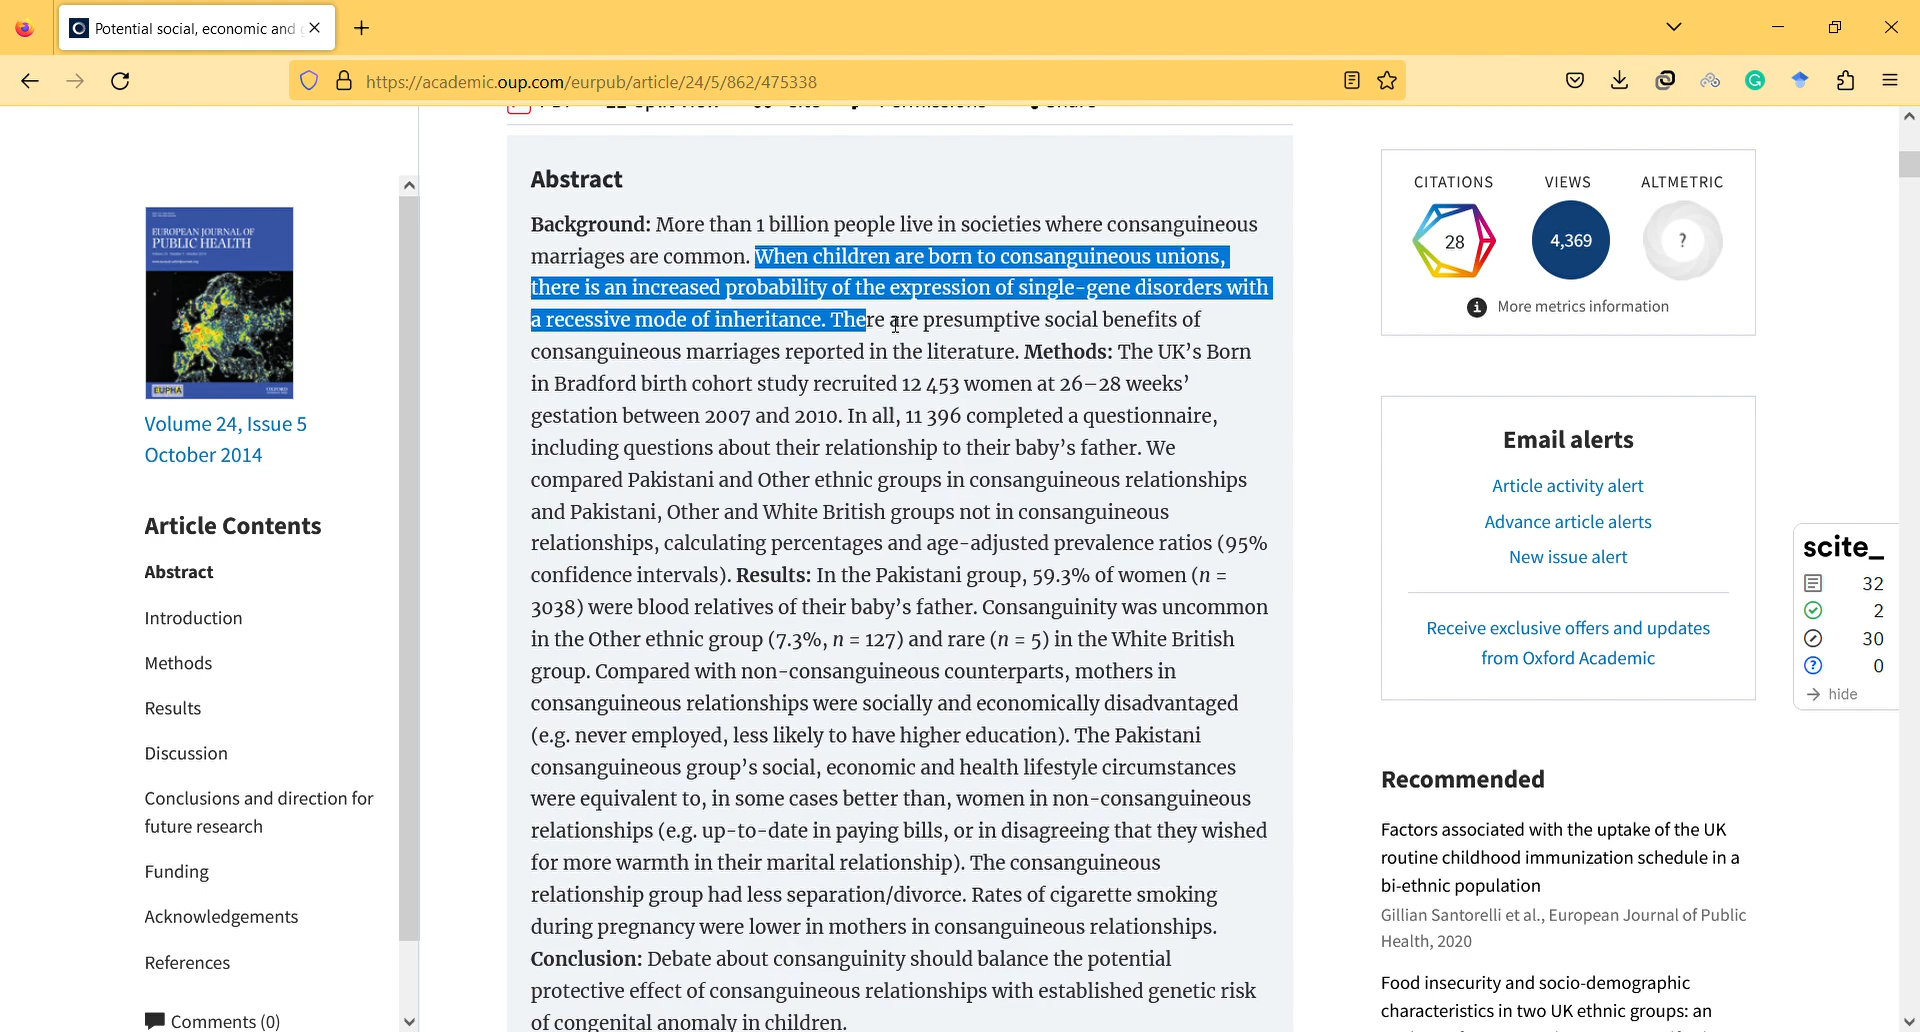 Potential social, economic and
https://academic.oup.com/eurpub/article/24/5/862/475338
EUROPEAN JOURNAL OF
PUBLIC HEALTH
EUPHA
OXFORD
Volume 24, Issue 5
October 2014
Article Contents
Abstract
Introduction
Methods
Results
Discussion
Conclusions and direction for
future research
Funding
Acknowledgements
References
Comments (0)
Abstract
Background: More than 1 billion people live in societies where consanguineous
marriages are common. When children are born to consanguineous unions,
there is an increased probability of the expression of single-gene disorders with
a recessive mode of inheritance. There are presumptive social benefits of
consanguineous marriages reported in the literature. Methods: The UK’s Born
in Bradford birth cohort study recruited 12 453 women at 26–28 weeks’
gestation between 2007 and 2010. In all, 11 396 completed a questionnaire,
including questions about their relationship to their baby’s father. We
compared Pakistani and Other ethnic groups in consanguineous relationships
and Pakistani, Other and White British groups not in consanguineous
relationships, calculating percentages and age-adjusted prevalence ratios (95%
confidence intervals). Results: In the Pakistani group, 59.3% of women (n =
3038) were blood relatives of their baby’s father. Consanguinity was uncommon
in the Other ethnic group (7.3%, n = 127) and rare (n = 5) in the White British
group. Compared with non-consanguineous counterparts, mothers in
consanguineous relationships were socially and economically disadvantaged
(e.g. never employed, less likely to have higher education). The Pakistani
consanguineous group’s social, economic and health lifestyle circumstances
were equivalent to, in some cases better than, women in non-consanguineous
relationships (e.g. up-to-date in paying bills, or in disagreeing that they wished
for more warmth in their marital relationship). The consanguineous
relationship group had less separation/divorce. Rates of cigarette smoking
during pregnancy were lower in mothers in consanguineous relationships.
Conclusion: Debate about consanguinity should balance the potential
protective effect of consanguineous relationships with established genetic risk
of congenital anomaly in children.
CITATIONS VIEWS ALTMETRIC
28 4,369 ?
More metrics information
Email alerts
Article activity alert
Advance article alerts
New issue alert
Receive exclusive offers and updates
from Oxford Academic
Recommended
Factors associated with the uptake of the UK
routine childhood immunization schedule in a
bi-ethnic population
Gillian Santorelli et al., European Journal of Public
Health, 2020
Food insecurity and socio-demographic
characteristics in two UK ethnic groups: an
scite_
32
2
30
0
hide